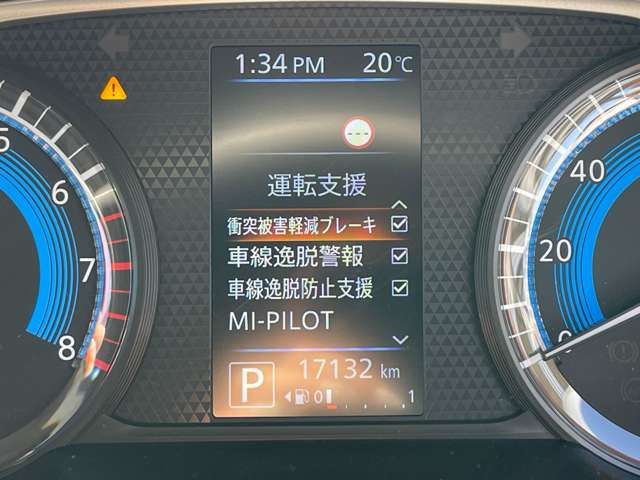 1:34 PM 20℃
---
運転支援
衝突被害軽減ブレーキ
車線逸脱警報
車線逸脱防止支援
MI-PILOT
P 17132 km
0 1
5
6
7
8
40
20
0